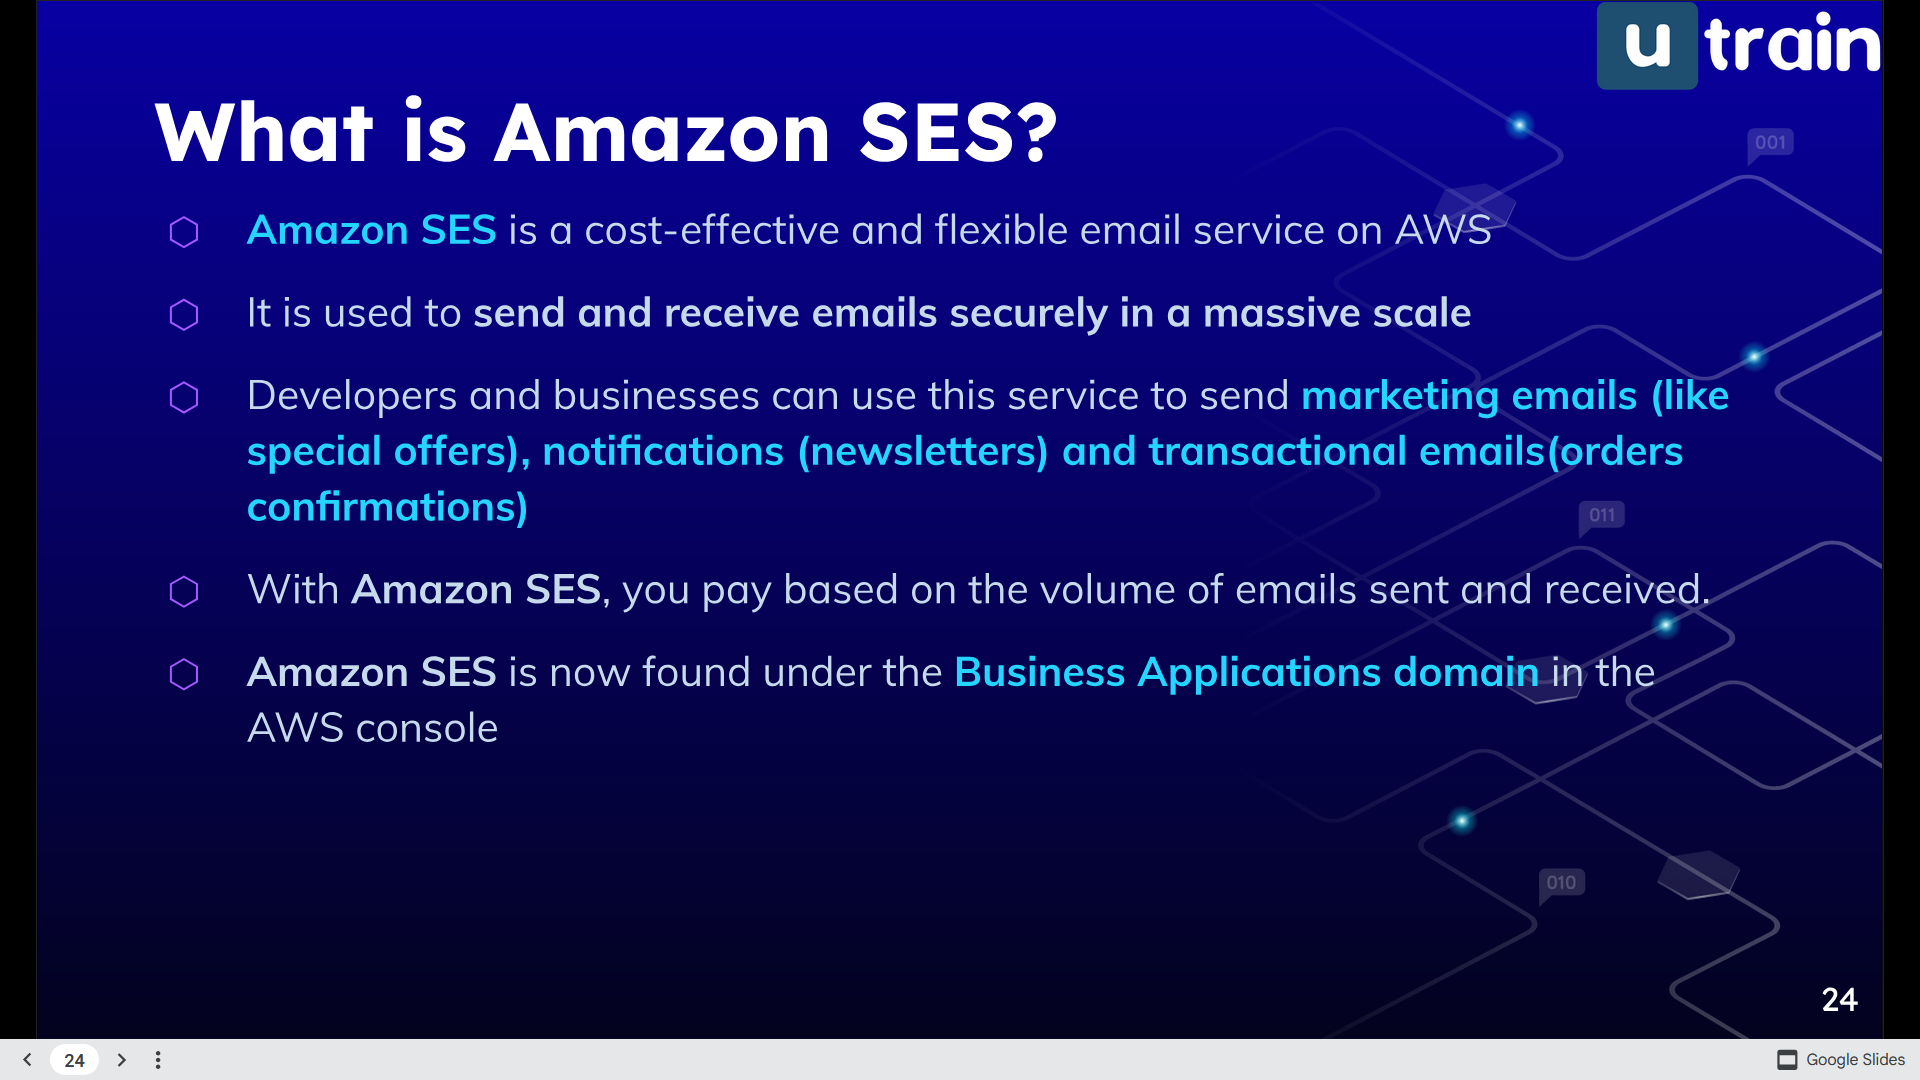 u train
What is Amazon SES?
001
Amazon SES is a cost-effective and flexible email service on AWS
It is used to send and receive emails securely in a massive scale
Developers and businesses can use this service to send marketing emails (like
special offers), notifications (newsletters) and transactional emails(orders
confirmations)
011
With Amazon SES, you pay based on the volume of emails sent and received.
Amazon SES is now found under the Business Applications domain in the
AWS console
010
24
24
Google Slides